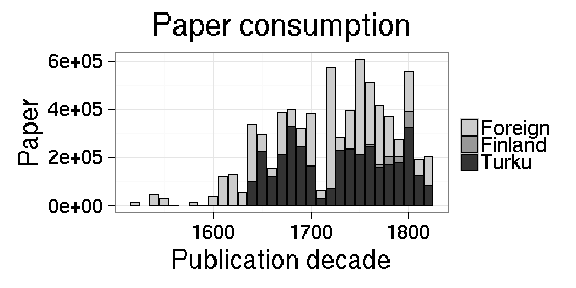 Paper consumption
6e+05
4e+05
2e+05
0e+00
Paper
1600
1700
1800
Publication decade
Foreign
Finland
Turku